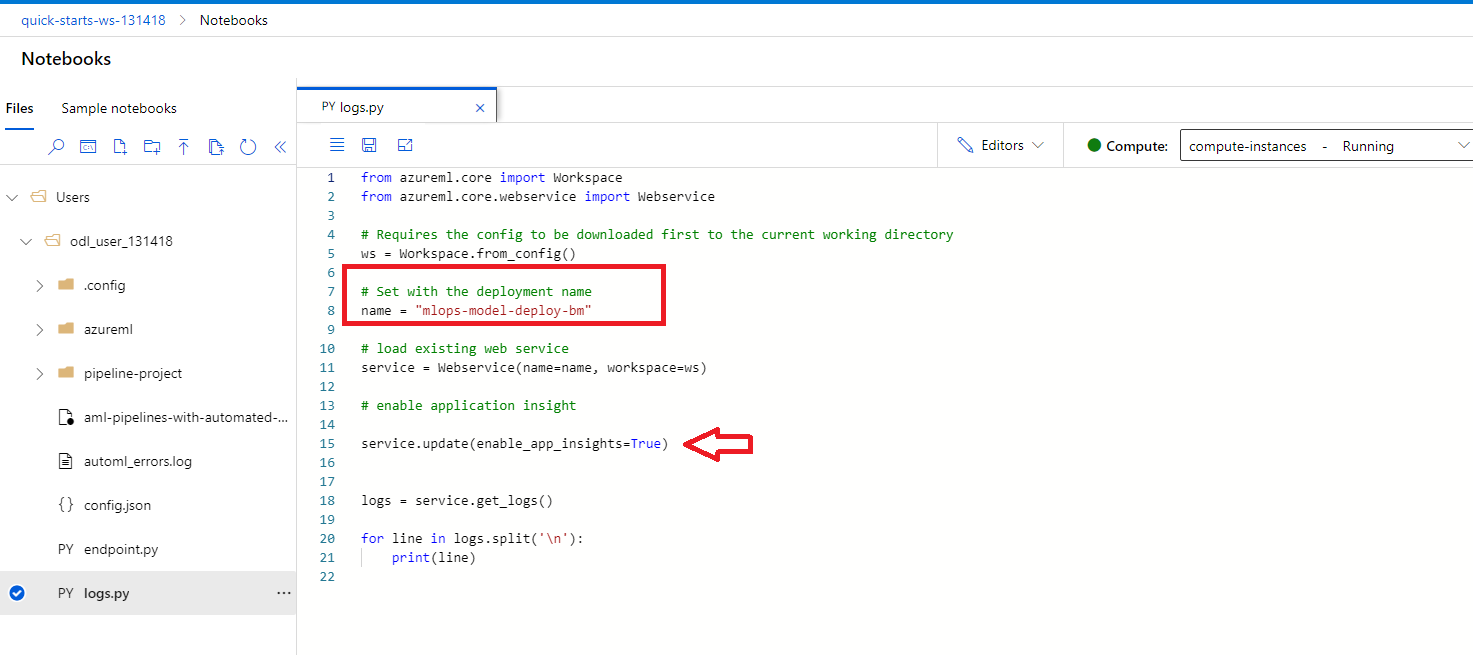 quick-starts-ws-131418 > Notebooks
Notebooks
Files Sample notebooks
PY logs.py ×
Editors Compute: compute-instances - Running
Users
odl_user_131418
.config
azureml
pipeline-project
aml-pipelines-with-automated-...
automl_errors.log
{} config.json
PY endpoint.py
PY logs.py ...
1 from azureml.core import Workspace
2 from azureml.core.webservice import Webservice
3
4 # Requires the config to be downloaded first to the current working directory
5 ws = Workspace.from_config()
6
7 # Set with the deployment name
8 name = "mlops-model-deploy-bm"
9
10 # load existing web service
11 service = Webservice(name=name, workspace=ws)
12
13 # enable application insight
14
15 service.update(enable_app_insights=True)
16
17
18 logs = service.get_logs()
19
20 for line in logs.split('\n'):
21     print(line)
22